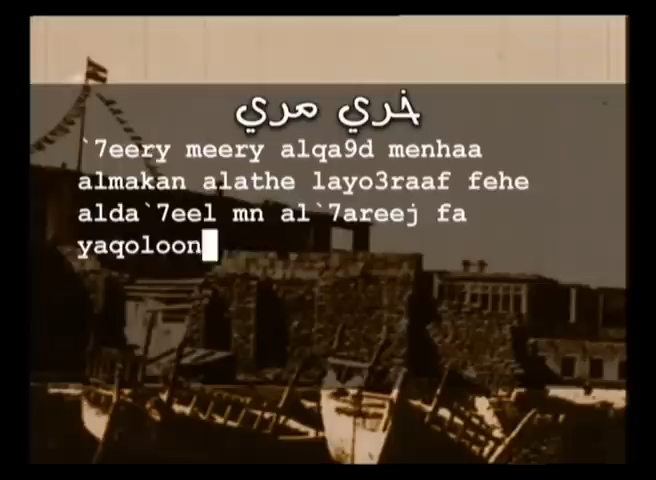 خري مري
`7eery meery alqa9d menhaa
almakan alathe layo3raaf fehe
alda`7eel mn al`7areej fa
yaqoloon